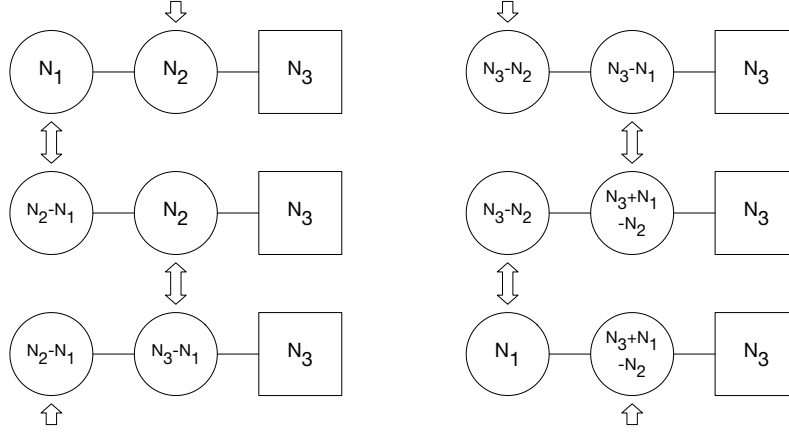 N₁ N₂ N₃ N₃-N₂ N₃-N₁ N₃
N₂-N₁ N₂ N₃ N₃-N₂ N₃+N₁ N₃
-N₂
N₂-N₁ N₃-N₁ N₃ N₁ N₃+N₁ N₃
-N₂